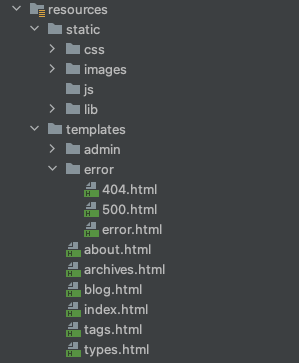 resources
static
css
images
js
lib
templates
admin
error
404.html
500.html
error.html
about.html
archives.html
blog.html
index.html
tags.html
types.html